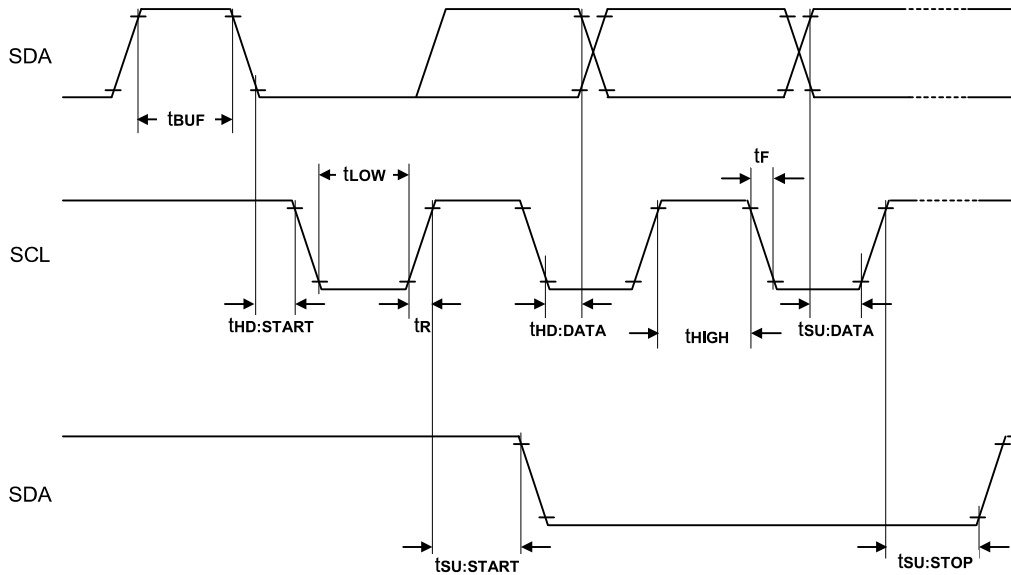 SDA
tBUF
tLOW
tF
SCL
tHD:START
tR
tHD:DATA
tHIGH
tSU:DATA
SDA
tSU:START
tSU:STOP